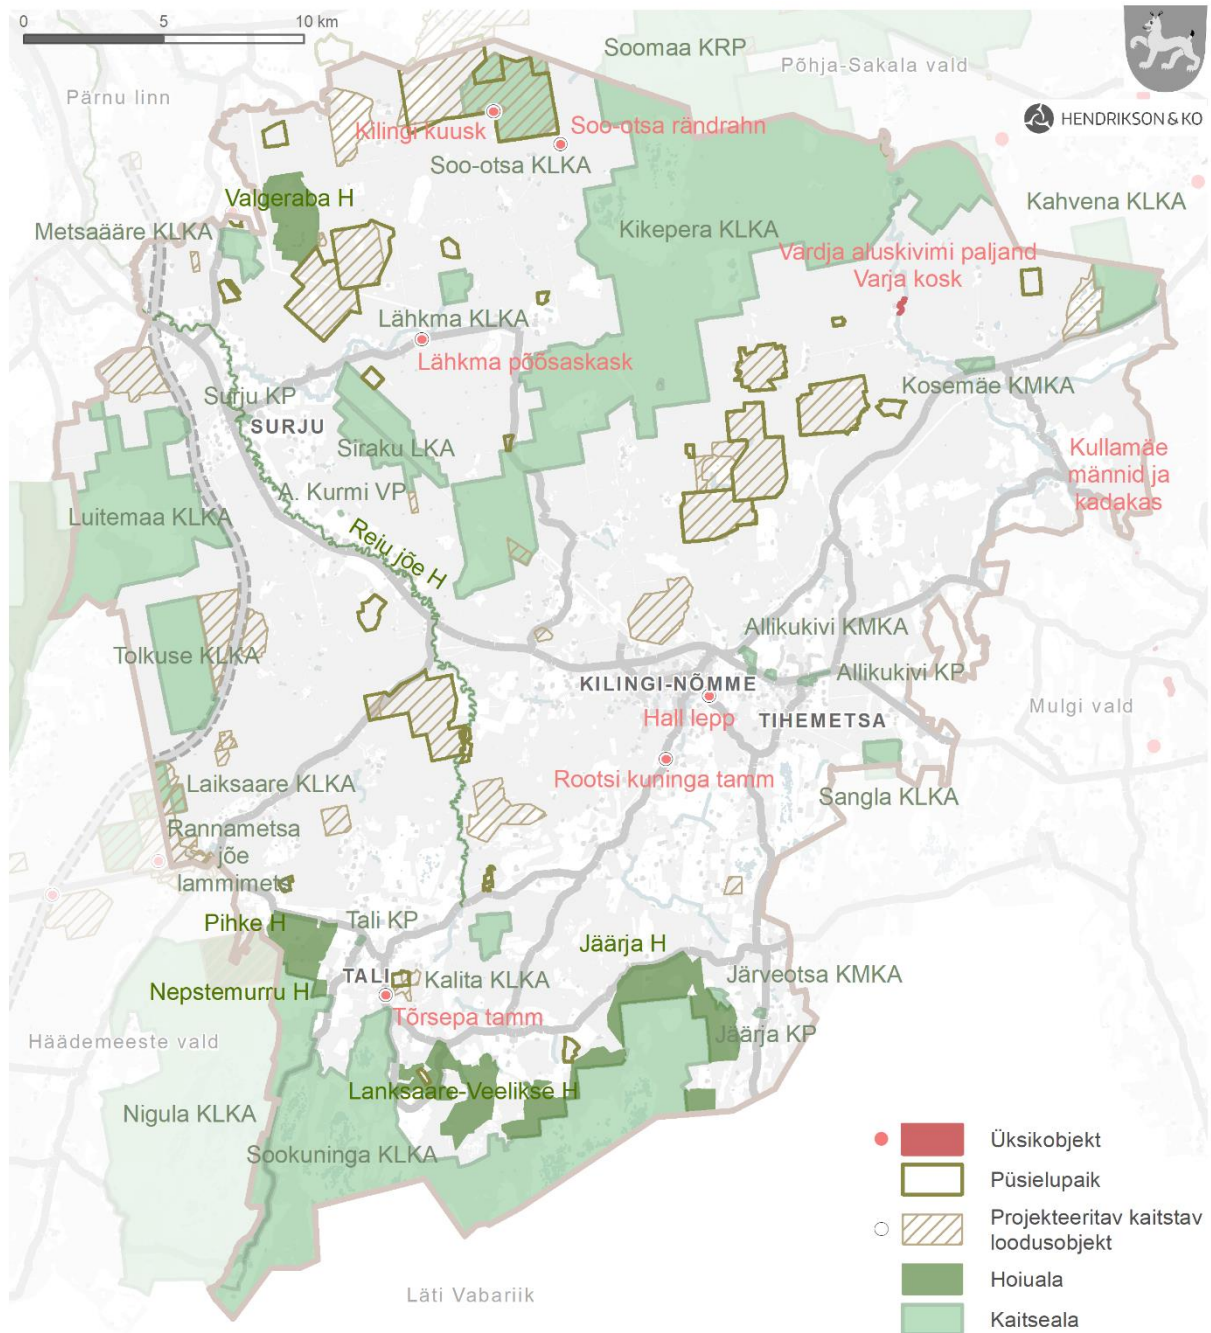 0 5 10 km
Soomaa KRP
Põhja-Sakala vald
Pärnu linn
HENDRIKSON & KO
Kilingi kuusk
Soo-otsa rändrahn
Soo-otsa KLKA
Valgeraba H
Kahvena KLKA
Metsaääre KLKA
Kikepera KLKA
Vardja aluskivimi paljand
Varja kosk
Lähkma KLKA
Lähkma põõsaskask
Kosemäe KMKA
Surju KP
SURJU
Siraku LKA
Kullamäe
männid ja
kadakas
A. Kurmi VP
Luitemaa KLKA
Reiu jõe H
Allikukivi KMKA
Tolkuse KLKA
Allikukivi KP
KILINGI-NÕMME
Hall lepp
TIHEMETSA
Mulgi vald
Rootsi kuninga tamm
Laiksaare KLKA
Sangla KLKA
Rannametsa
jõe
lammimets
Pihke H
Tali KP
Jäärja H
TALI
Kalita KLKA
Järveotsa KMKA
Nepstemurru H
Tõrsepa tamm
Jäärja KP
Häädemeeste vald
Lanksaare-Veelikse H
Nigula KLKA
Sookuninga KLKA
Läti Vabariik
Üksikobjekt
Püsielupaik
Projekteeritav kaitstav
loodusobjekt
Hoiuala
Kaitseala